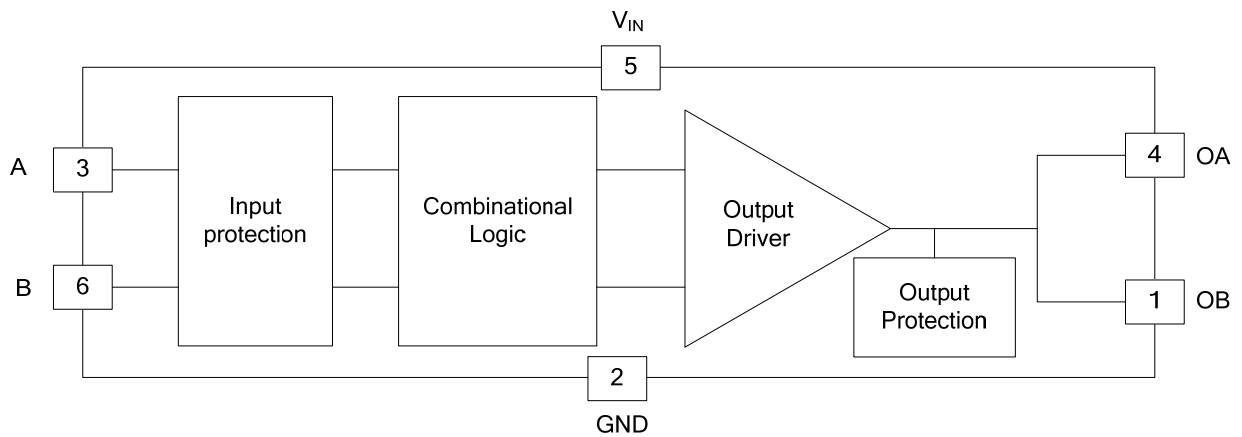 V_IN
5
A
3
4
OA
Input
protection
Combinational
Logic
Output
Driver
B
6
Output
Protection
1
OB
2
GND